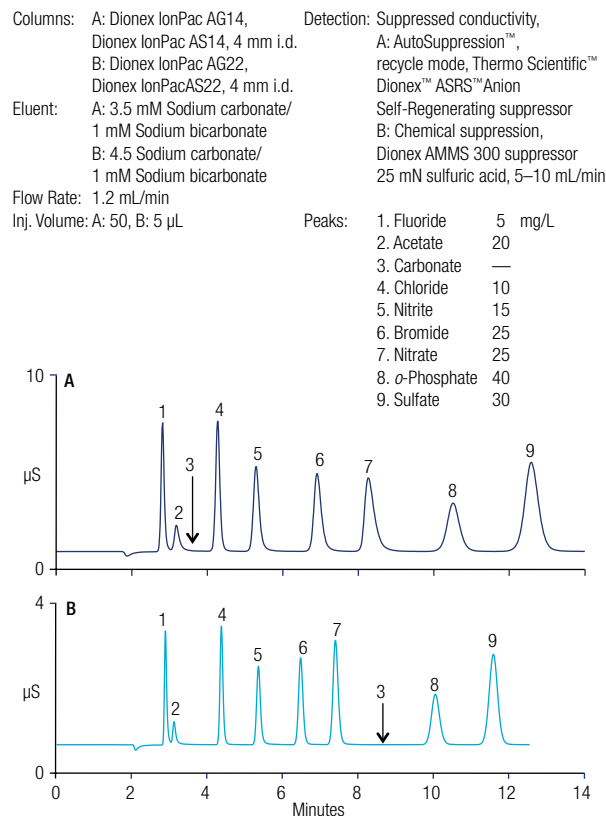 Columns: A: Dionex IonPac AG14,
Dionex IonPac AS14, 4 mm i.d.
B: Dionex IonPac AG22,
Dionex IonPacAS22, 4 mm i.d.
Eluent: A: 3.5 mM Sodium carbonate/
1 mM Sodium bicarbonate
B: 4.5 Sodium carbonate/
1 mM Sodium bicarbonate
Flow Rate: 1.2 mL/min
Inj. Volume: A: 50, B: 5 µL
Detection: Suppressed conductivity,
A: AutoSuppression™,
recycle mode, Thermo Scientific™
Dionex™ ASRS™Anion
Self-Regenerating suppressor
B: Chemical suppression,
Dionex AMMS 300 suppressor
25 mN sulfuric acid, 5–10 mL/min
Peaks: 1. Fluoride 5 mg/L
2. Acetate 20
3. Carbonate —
4. Chloride 10
5. Nitrite 15
6. Bromide 25
7. Nitrate 25
8. o-Phosphate 40
9. Sulfate 30
10
A
1
2
3
4
5
6
7
8
9
µS
0
4
B
1
2
4
5
6
7
3
8
9
µS
0
0 2 4 6 8 10 12 14
Minutes